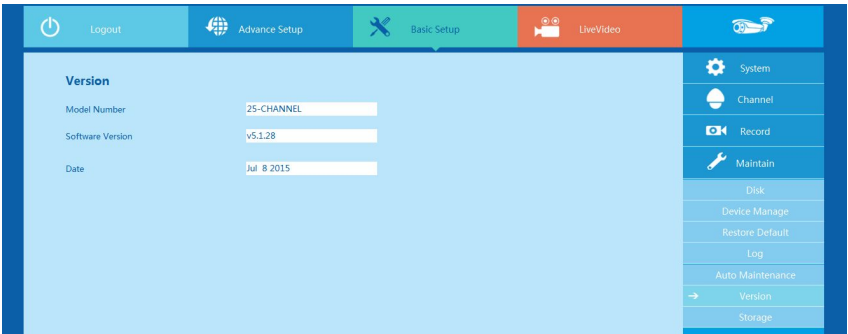 Logout
Advance Setup
Basic Setup
LiveVideo
Version
Model Number 25-CHANNEL
Software Version v5.1.28
Date Jul 8 2015
System
Channel
Record
Maintain
Disk
Device Manage
Restore Default
Log
Auto Maintenance
Version
Storage